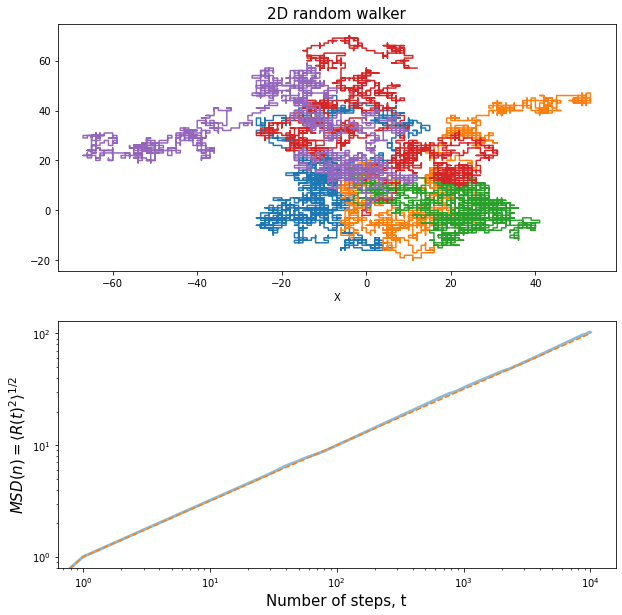 2D random walker
60
40
20
0
−20
−60 −40 −20 0 20 40
X
MSD(n) = ⟨R(t)²⟩^{1/2}
10²
10¹
10⁰
10⁰ 10¹ 10² 10³ 10⁴
Number of steps, t